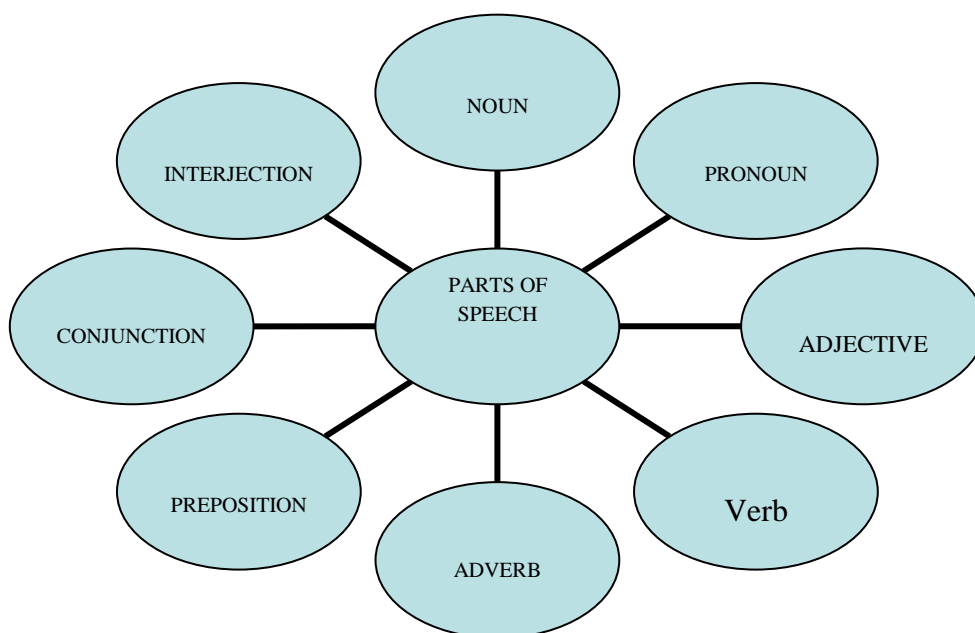 NOUN
INTERJECTION
PRONOUN
PARTS OF
SPEECH
CONJUNCTION
ADJECTIVE
PREPOSITION
Verb
ADVERB